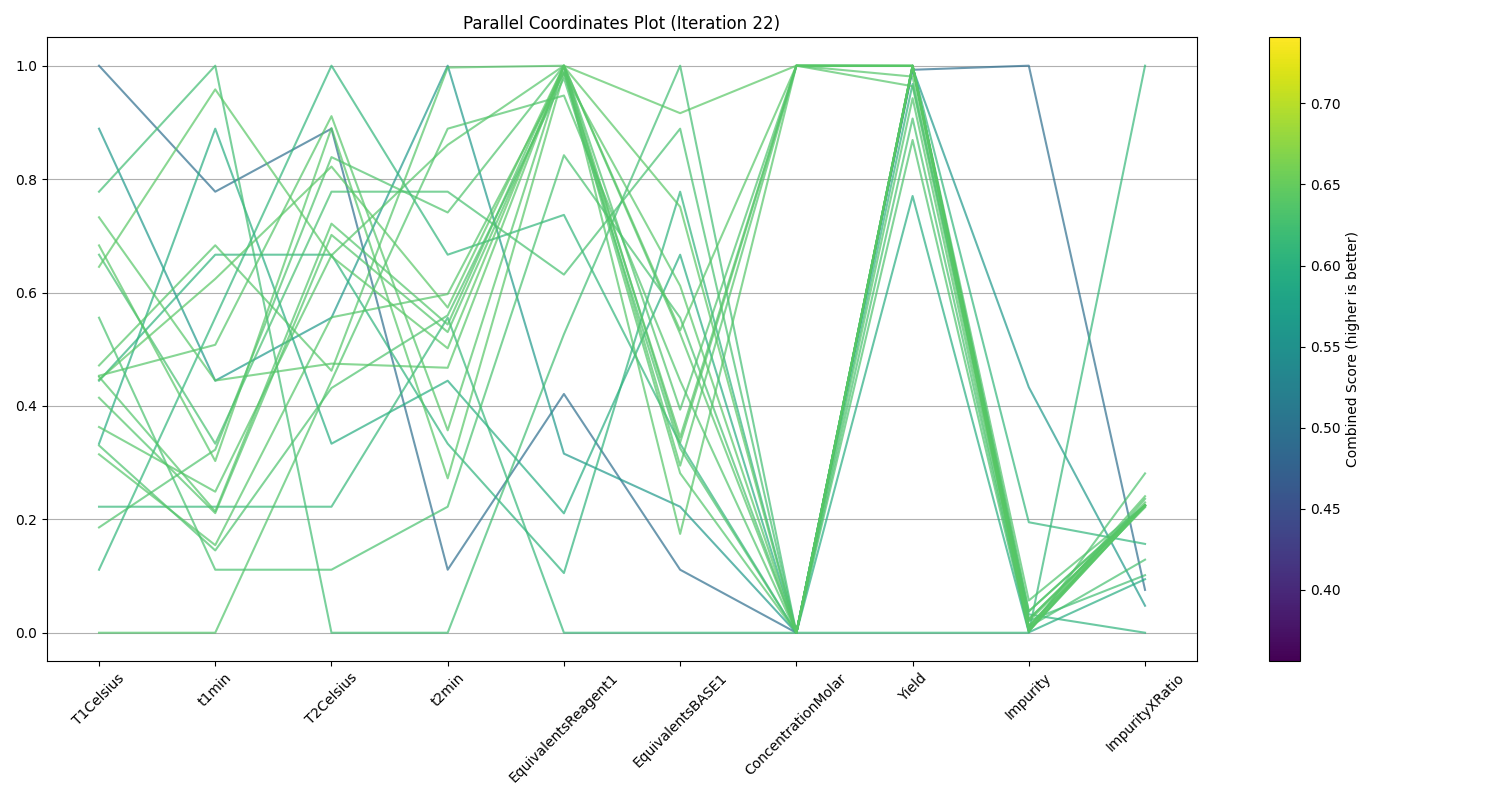 Parallel Coordinates Plot (Iteration 22)
1.0
0.8
0.6
0.4
0.2
0.0
T1Celsius
t1min
T2Celsius
t2min
EquivalentsReagent1
EquivalentsBASE1
ConcentrationMolar
Yield
Impurity
ImpurityXRatio
0.70
0.65
0.60
0.55
0.50
0.45
0.40
Combined Score (higher is better)